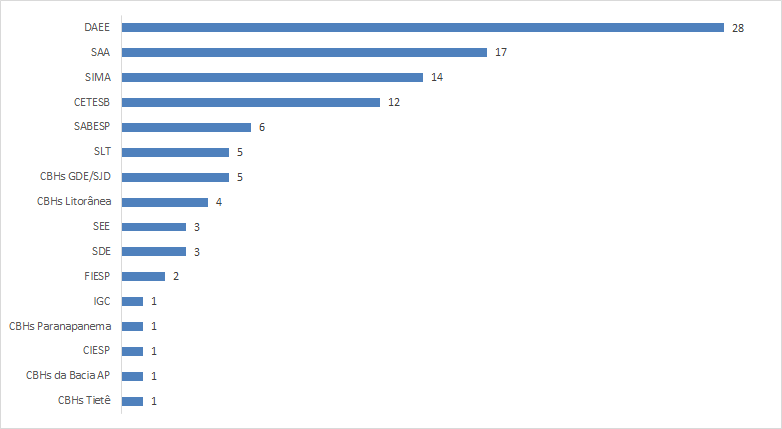 DAEE 28
SAA 17
SIMA 14
CETESB 12
SABESP 6
SLT 5
CBHs GDE/SJD 5
CBHs Litorânea 4
SEE 3
SDE 3
FIESP 2
IGC 1
CBHs Paranapanema 1
CIESP 1
CBHs da Bacia AP 1
CBHs Tietê 1